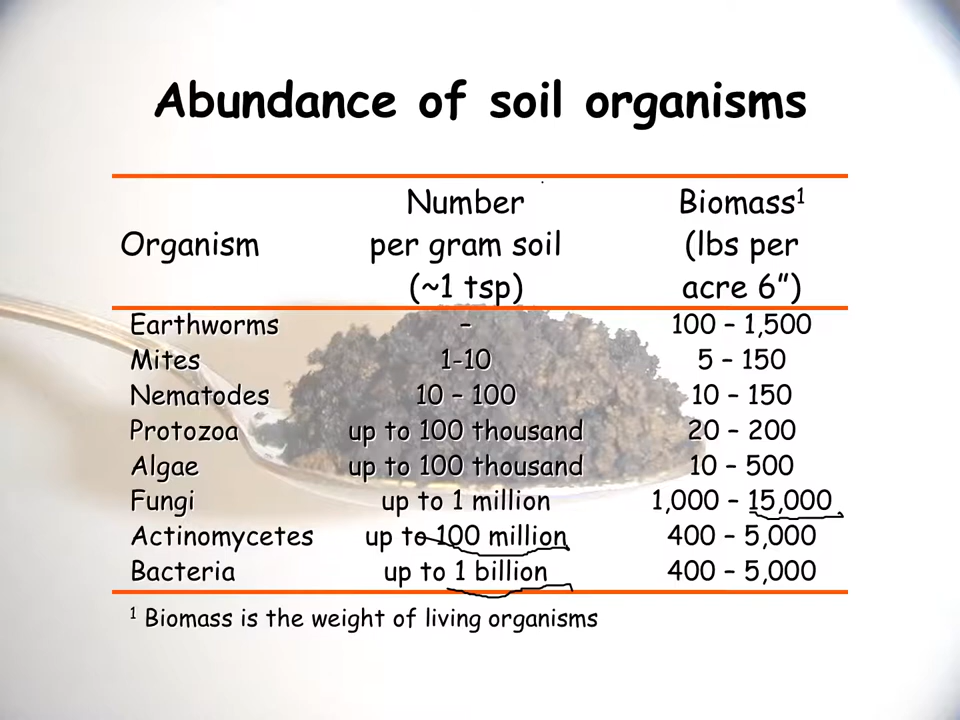 Abundance of soil organisms
Organism
Number
per gram soil
(~1 tsp)
Biomass1
(lbs per
acre 6”)
Earthworms – 100 – 1,500
Mites 1-10 5 – 150
Nematodes 10 – 100 10 – 150
Protozoa up to 100 thousand 20 – 200
Algae up to 100 thousand 10 – 500
Fungi up to 1 million 1,000 – 15,000
Actinomycetes up to 100 million 400 – 5,000
Bacteria up to 1 billion 400 – 5,000
1 Biomass is the weight of living organisms